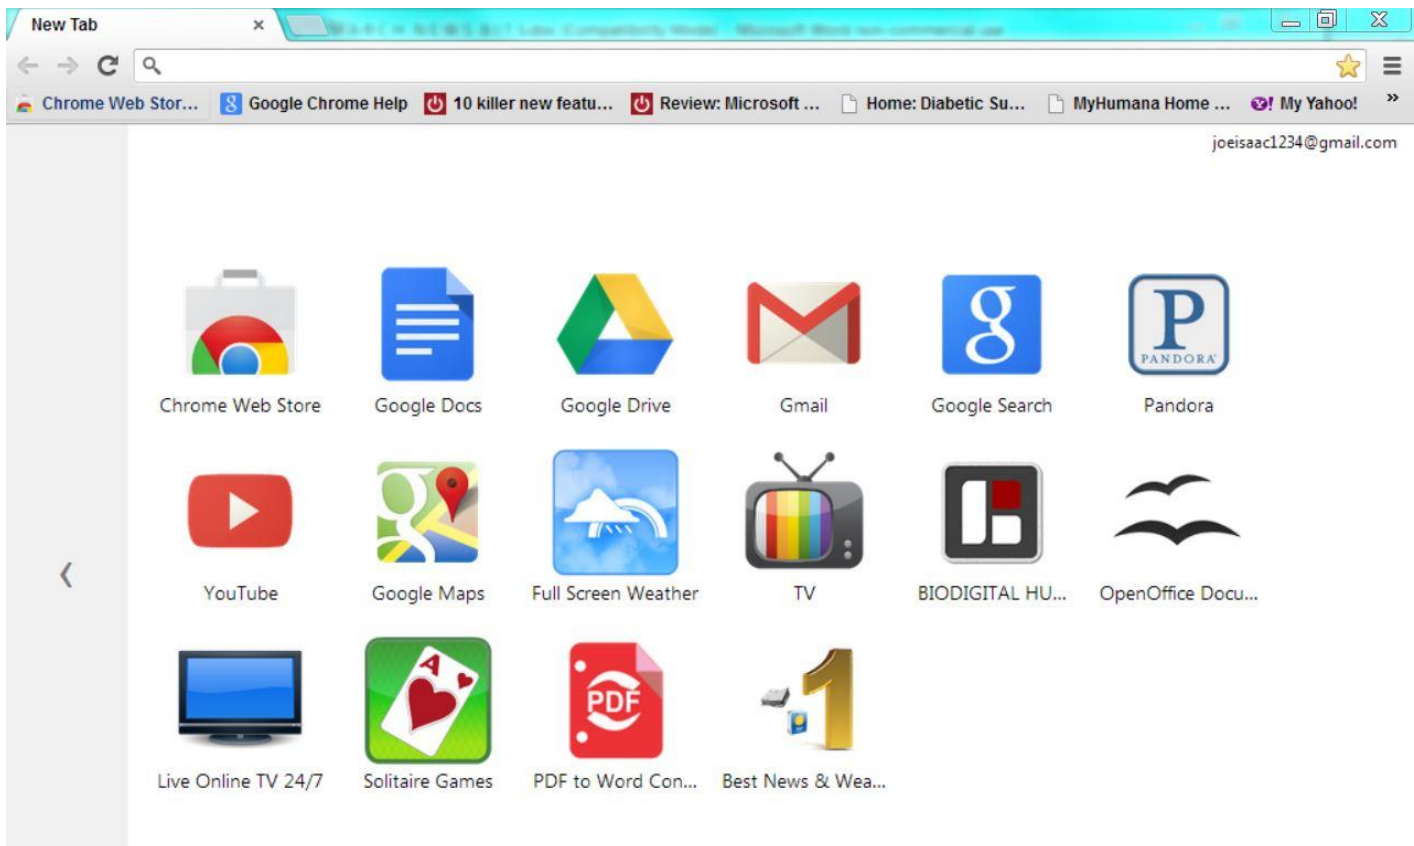 New Tab
Chrome Web Stor... Google Chrome Help 10 killer new featu... Review: Microsoft ... Home: Diabetic Su... MyHumana Home ... My Yahoo! »
joeisaac1234@gmail.com
PANDORA
Chrome Web Store Google Docs Google Drive Gmail Google Search Pandora
YouTube Google Maps Full Screen Weather TV BIODIGITAL HU... OpenOffice Docu...
A
PDF
1
Live Online TV 24/7 Solitaire Games PDF to Word Con... Best News & Wea...